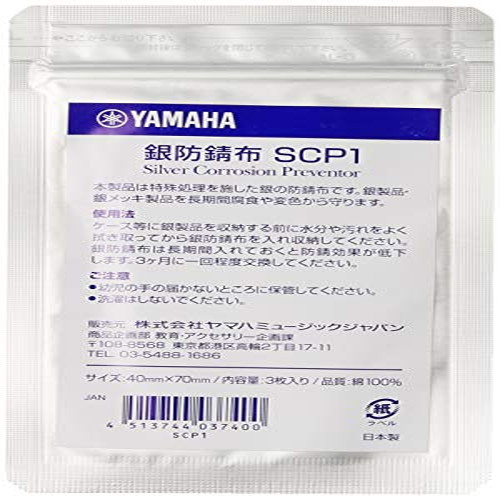 YAMAHA
銀防錆布 SCP1
Silver Corrosion Preventor
本製品は特殊処理を施した銀の防錆布です。銀製品・
銀メッキ製品を長期間腐食や変色から守ります。
使用法
ケース等に銀製品を収納する前に水分や汚れをよく
拭き取ってから銀防錆布を入れ収納してください。
銀防錆布は長期間入れておくと防錆効果が低下
します。3ヶ月に一回程度交換してください。
ご注意
●幼児の手の届かないところに保管してください。
●洗濯はしないでください。
販売元 株式会社ヤマハミュージックジャパン
商品企画部 教育・アクセサリー企画課
〒108-8568 東京都港区高輪2丁目17-11
TEL. 03-5488-1686
サイズ:40mm×70mm/内容量:3枚入り/品質:綿100%
JAN
4 513744 037400
SCP1
紙
ラベル
日本製